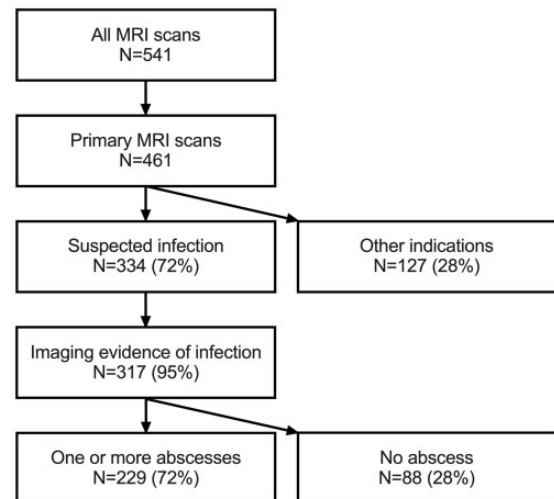 All MRI scans
N=541
Primary MRI scans
N=461
Suspected infection
N=334 (72%)
Other indications
N=127 (28%)
Imaging evidence of infection
N=317 (95%)
One or more abscesses
N=229 (72%)
No abscess
N=88 (28%)